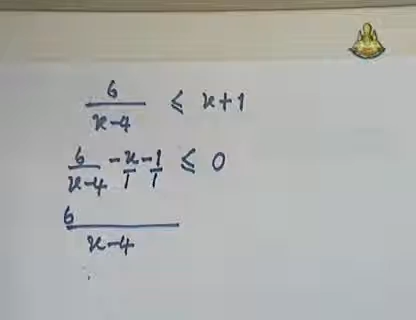 6/(x-4) ≤ x+1
6/(x-4) - x/1 - 1/1 ≤ 0
6/(x-4)